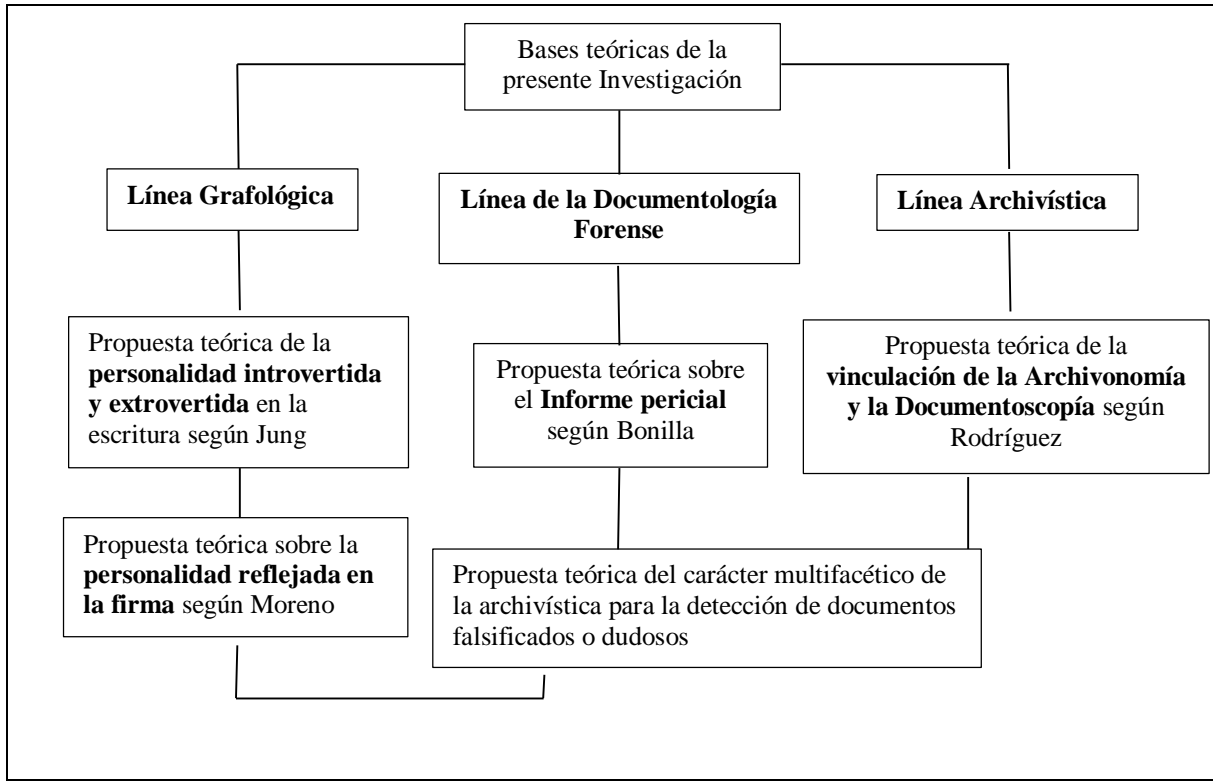 Bases teóricas de la
presente Investigación
Línea Grafológica
Línea de la Documentología
Forense
Línea Archivística
Propuesta teórica de la
personalidad introvertida
y extrovertida en la
escritura según Jung
Propuesta teórica sobre
el Informe pericial
según Bonilla
Propuesta teórica de la
vinculación de la Archivonomía
y la Documentoscopía según
Rodríguez
Propuesta teórica sobre la
personalidad reflejada en
la firma según Moreno
Propuesta teórica del carácter multifacético de
la archivística para la detección de documentos
falsificados o dudosos